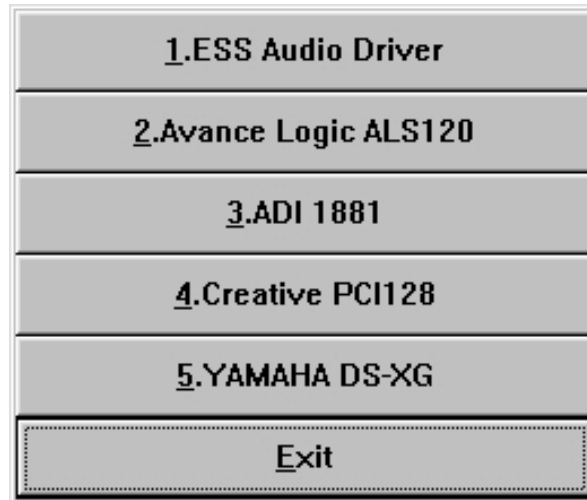 1.ESS Audio Driver
2.Avance Logic ALS120
3.ADI 1881
4.Creative PCI128
5.YAMAHA DS-XG
Exit